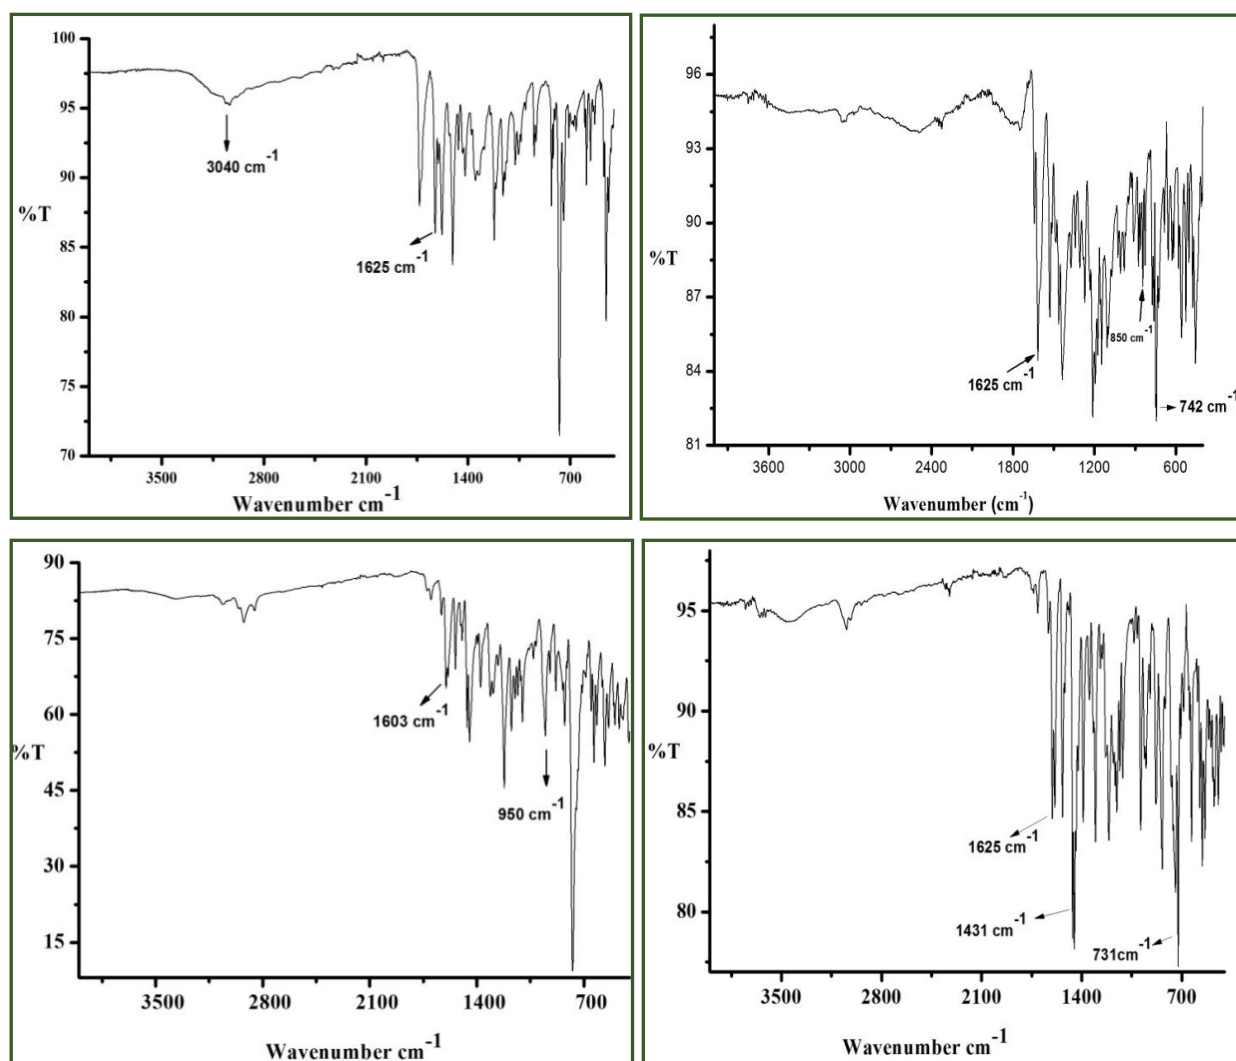 100
95
90
%T
85
80
75
70
3040 cm-1
1625 cm-1
3500
2800
2100
1400
700
Wavenumber cm-1
96
93
90
%T
87
84
81
1625 cm-1
850 cm-1
742 cm-1
3600
3000
2400
1800
1200
600
Wavenumber (cm-1)
90
75
60
%T
45
30
15
1603 cm-1
950 cm-1
3500
2800
2100
1400
700
Wavenumber cm-1
95
90
%T
85
80
1625 cm-1
1431 cm-1
731cm-1
3500
2800
2100
1400
700
Wavenumber cm-1